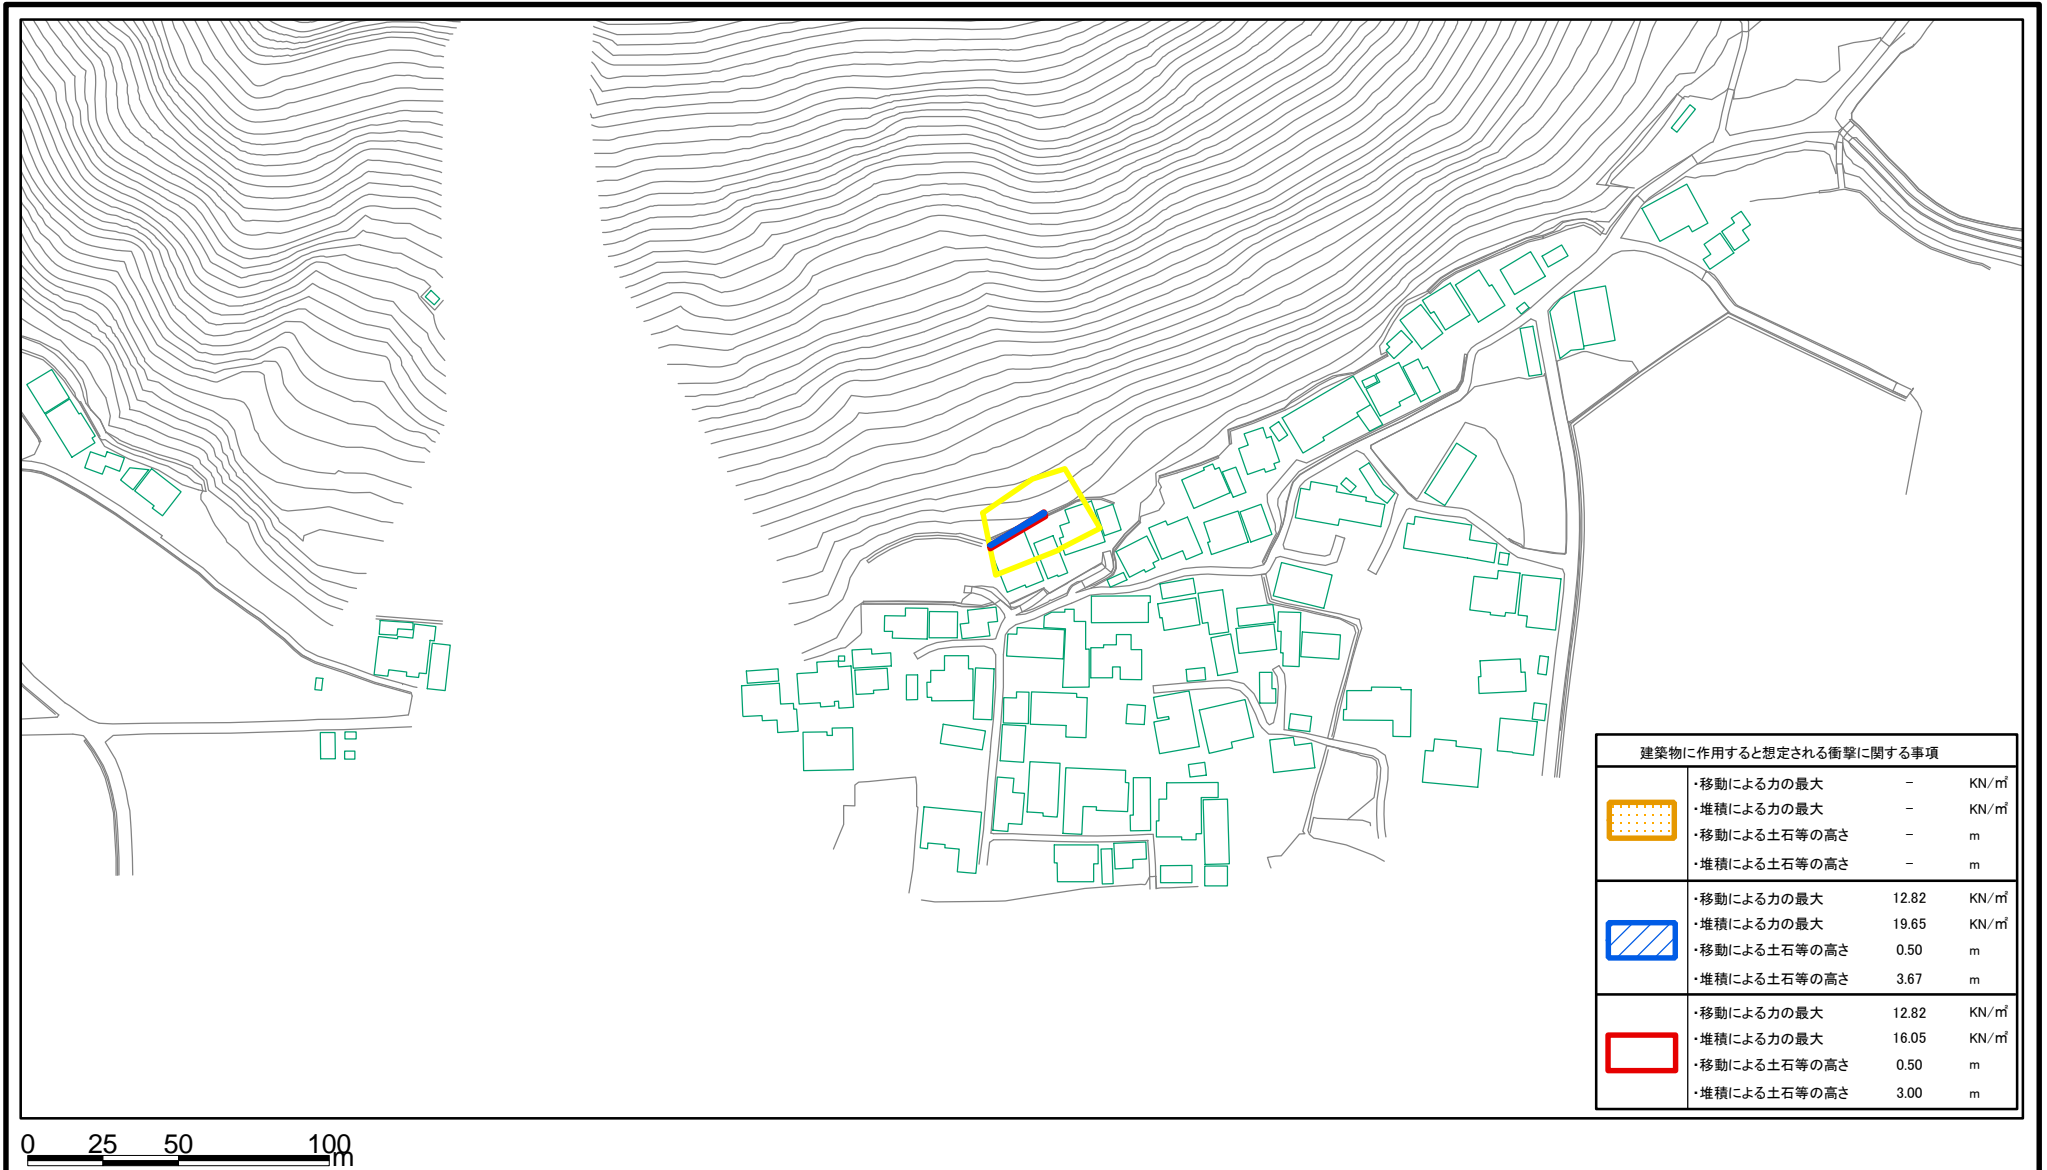 建築物に作用すると想定される衝撃に関する事項
・移動による力の最大 － KN/㎡
・堆積による力の最大 － KN/㎡
・移動による土石等の高さ － m
・堆積による土石等の高さ － m
・移動による力の最大 12.82 KN/㎡
・堆積による力の最大 19.65 KN/㎡
・移動による土石等の高さ 0.50 m
・堆積による土石等の高さ 3.67 m
・移動による力の最大 12.82 KN/㎡
・堆積による力の最大 16.05 KN/㎡
・移動による土石等の高さ 0.50 m
・堆積による土石等の高さ 3.00 m
0 25 50 100
m